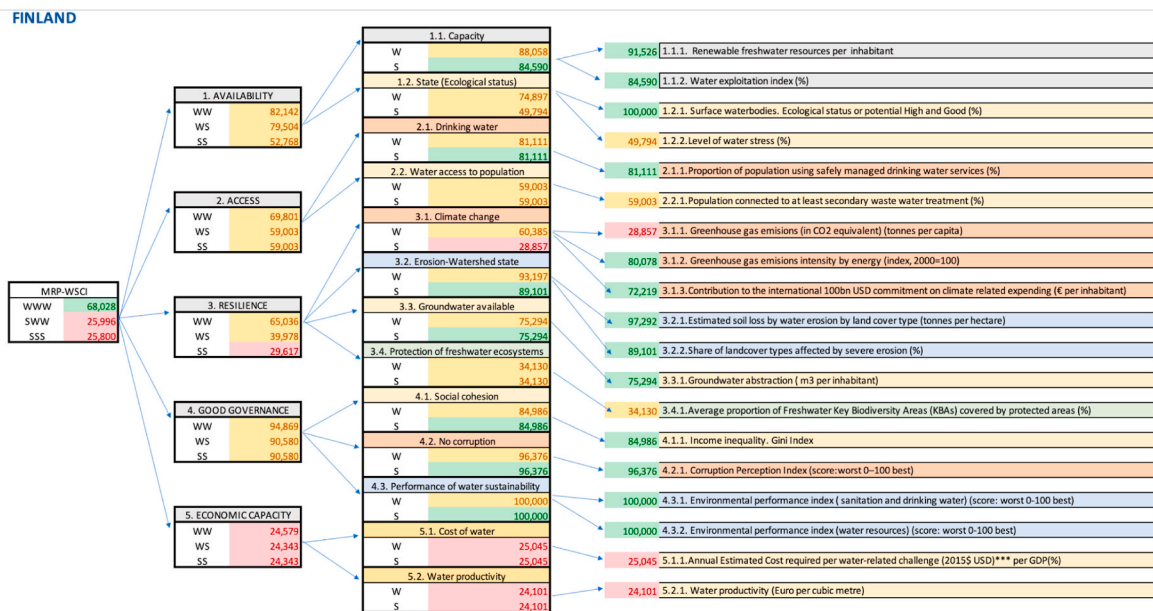 FINLAND
MRP-WSCI
WWW 68,028
SWW 25,996
SSS 25,800
1. AVAILABILITY
WW 82,142
WS 79,504
SS 52,768
2. ACCESS
WW 69,801
WS 59,003
SS 59,003
3. RESILIENCE
WW 65,036
WS 39,978
SS 29,617
4. GOOD GOVERNANCE
WW 94,869
WS 90,580
SS 90,580
5. ECONOMIC CAPACITY
WW 24,579
WS 24,343
SS 24,343
1.1. Capacity
W 88,058
S 84,590
1.2. State (Ecological status)
W 74,897
S 49,794
2.1. Drinking water
W 81,111
S 81,111
2.2. Water access to population
W 59,003
S 59,003
3.1. Climate change
W 60,385
S 28,857
3.2. Erosion-Watershed state
W 93,197
S 89,101
3.3. Groundwater available
W 75,294
S 75,294
3.4. Protection of freshwater ecosystems
W 34,130
S 34,130
4.1. Social cohesion
W 84,986
S 84,986
4.2. No corruption
W 96,376
S 96,376
4.3. Performance of water sustainability
W 100,000
S 100,000
5.1. Cost of water
W 25,045
S 25,045
5.2. Water productivity
W 24,101
S 24,101
91,526 1.1.1. Renewable freshwater resources per inhabitant
84,590 1.1.2. Water exploitation index (%)
100,000 1.2.1. Surface waterbodies. Ecological status or potential High and Good (%)
49,794 1.2.2.Level of water stress (%)
81,111 2.1.1.Proportion of population using safely managed drinking water services (%)
59,003 2.2.1.Population connected to at least secondary waste water treatment (%)
28,857 3.1.1. Greenhouse gas emissions (in CO2 equivalent) (tonnes per capita)
80,078 3.1.2. Greenhouse gas emissions intensity by energy (index, 2000=100)
72,219 3.1.3.Contribution to the international 100bn USD commitment on climate related expending (€ per inhabitant)
97,292 3.2.1.Estimated soil loss by water erosion by land cover type (tonnes per hectare)
89,101 3.2.2.Share of landcover types affected by severe erosion (%)
75,294 3.3.1.Groundwater abstraction ( m3 per inhabitant)
34,130 3.4.1.Average proportion of Freshwater Key Biodiversity Areas (KBAs) covered by protected areas (%)
84,986 4.1.1. Income inequality. Gini Index
96,376 4.2.1. Corruption Perception Index (score:worst 0–100 best)
100,000 4.3.1. Environmental performance index ( sanitation and drinking water) (score: worst 0-100 best)
100,000 4.3.2. Environmental performance index (water resources) (score: worst 0-100 best)
25,045 5.1.1.Annual Estimated Cost required per water-related challenge (2015$ USD)*** per GDP(%)
24,101 5.2.1. Water productivity (Euro per cubic metre)